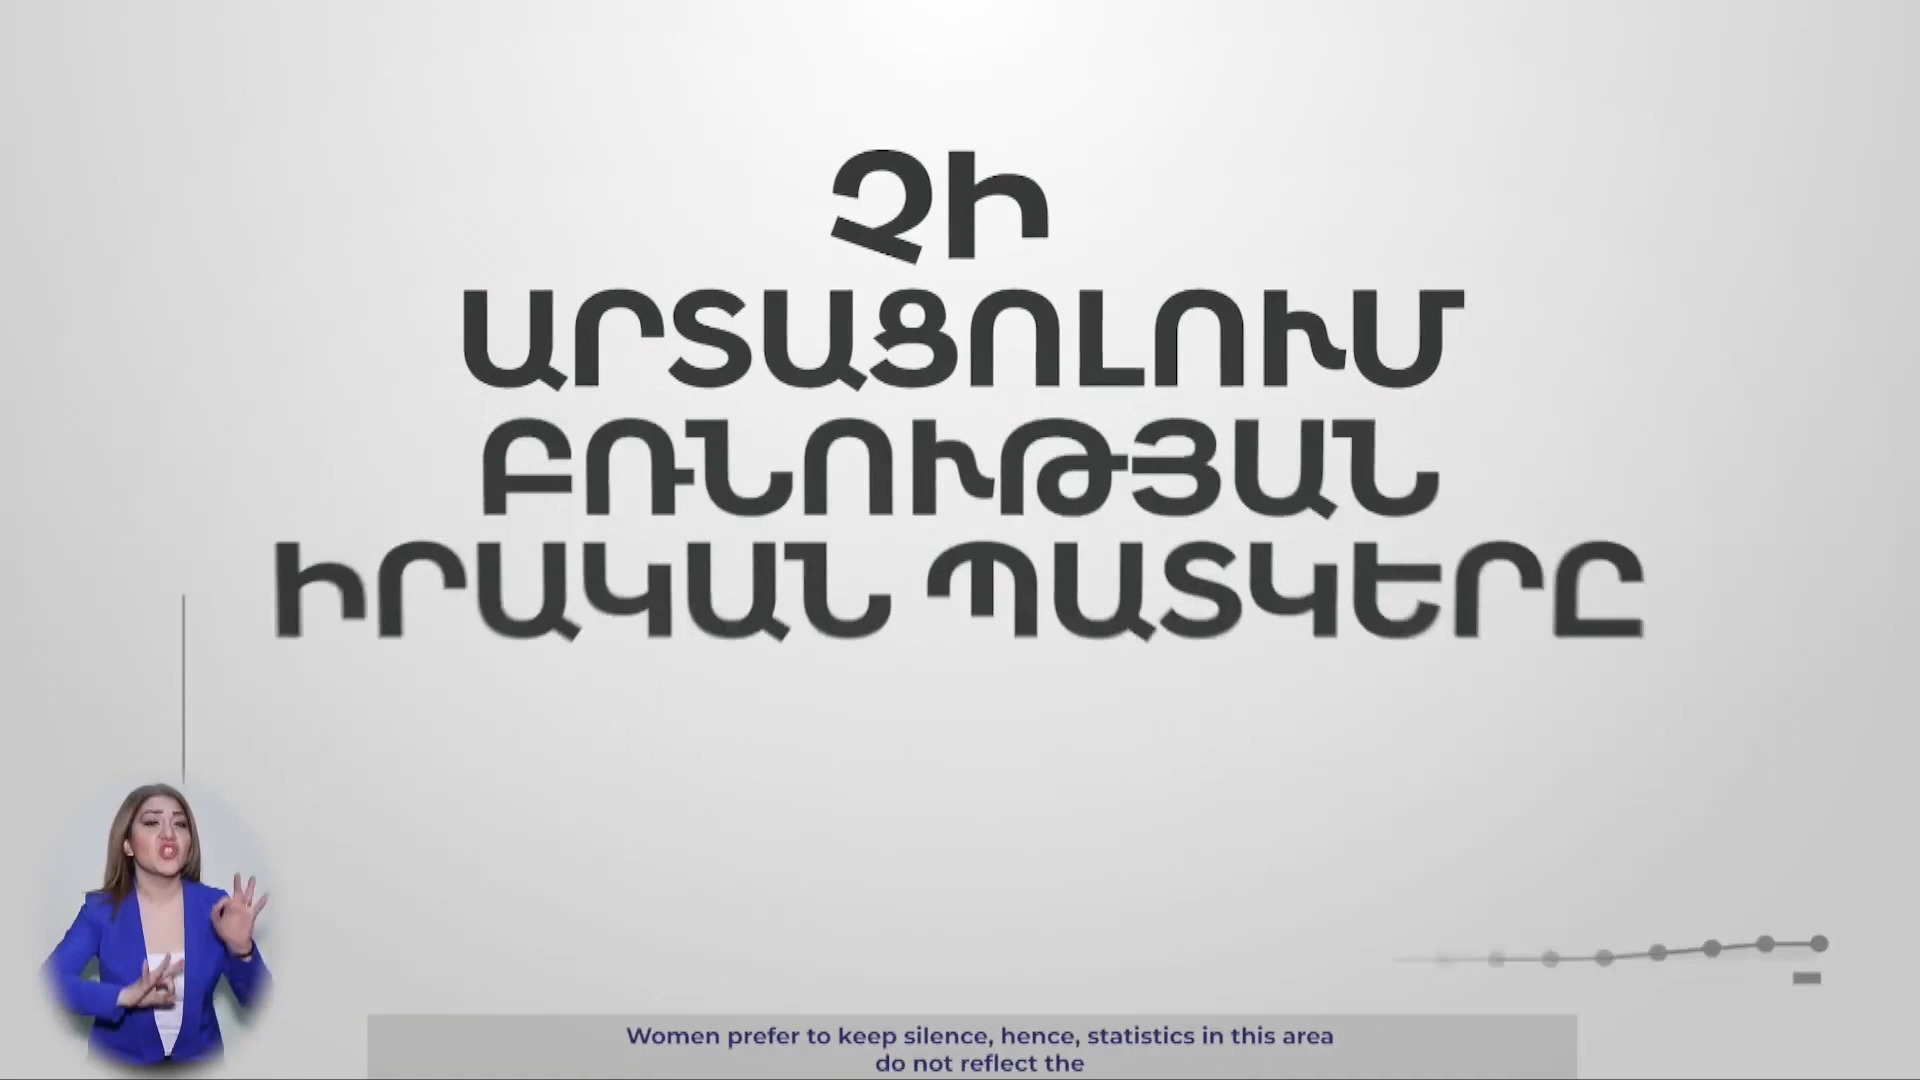 ՉԻ
ԱՐՏԱՑՈԼՈՒՄ
ԲՌՆՈՒԹՅԱՆ
ԻՐԱԿԱՆ ՊԱՏԿԵՐԸ
Women prefer to keep silence, hence, statistics in this area
do not reflect the